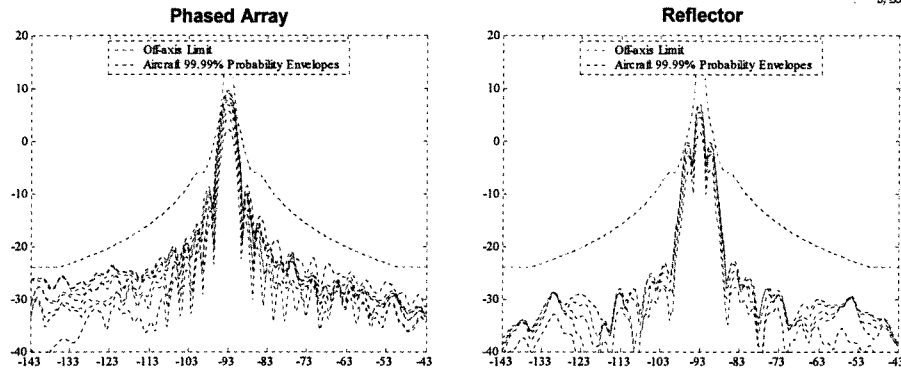 Phased Array
Reflector
20
10
0
-10
-20
-30
-40
-143 -133 -123 -113 -103 -93 -83 -73 -63 -53 -43
Off-axis Limit
Aircraft 99.99% Probability Envelopes
20
10
0
-10
-20
-30
-40
-143 -133 -123 -113 -103 -93 -83 -73 -63 -53 -43
Off-axis Limit
Aircraft 99.99% Probability Envelopes